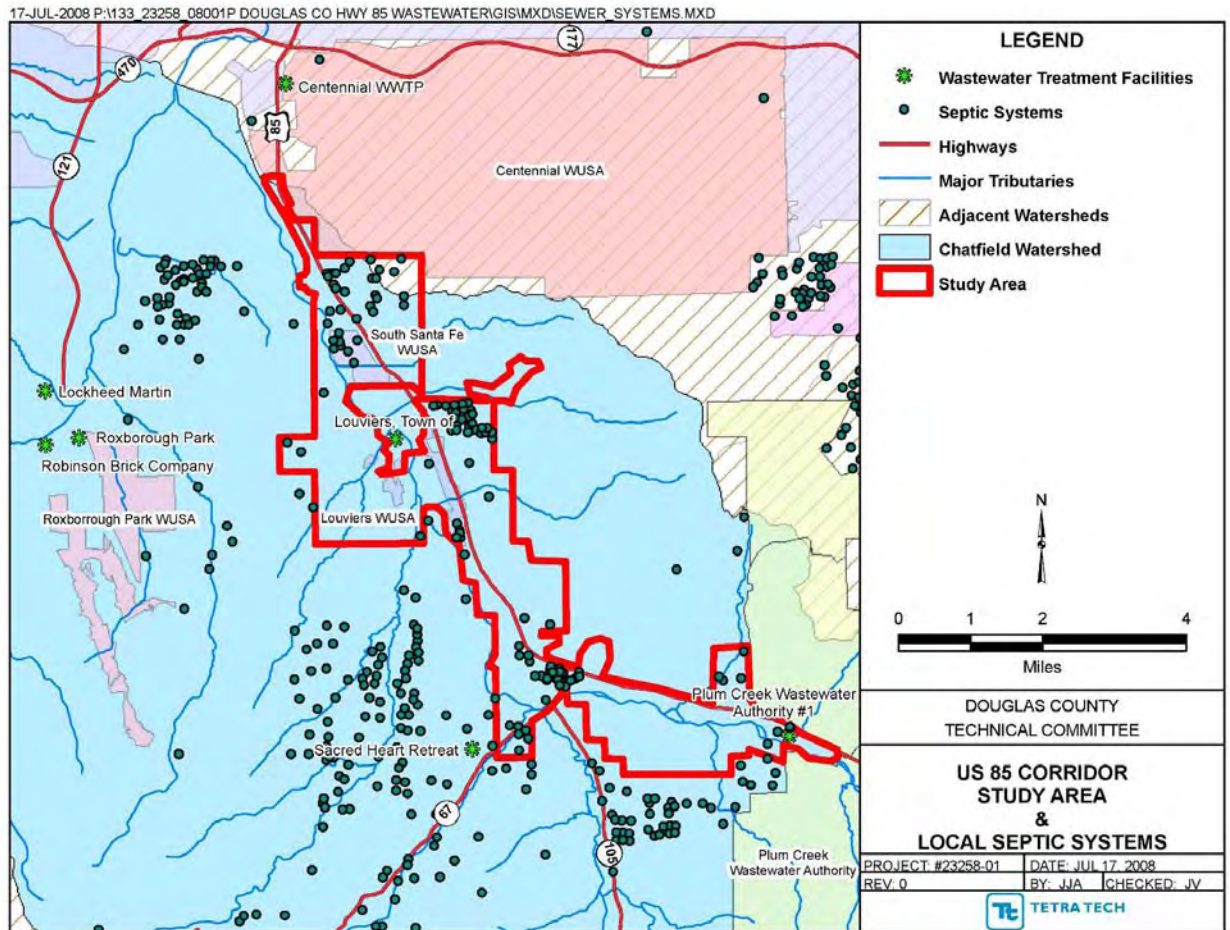 17-JUL-2008 P:\133_23258_08001P DOUGLAS CO HWY 85 WASTEWATER\GIS\MXD\SEWER_SYSTEMS.MXD
177
470
Centennial WWTP
85
121
Centennial WUSA
South Santa Fe
WUSA
Lockheed Martin
Louviers, Town of
Roxborough Park
Robinson Brick Company
Roxborrough Park WUSA
Louviers WUSA
Plum Creek Wastewater
Authority #1
Sacred Heart Retreat
67
105
Plum Creek
Wastewater Authority
LEGEND
Wastewater Treatment Facilities
Septic Systems
Highways
Major Tributaries
Adjacent Watersheds
Chatfield Watershed
Study Area
N
0 1 2 4
Miles
DOUGLAS COUNTY
TECHNICAL COMMITTEE
US 85 CORRIDOR
STUDY AREA
&
LOCAL SEPTIC SYSTEMS
PROJECT: #23258-01 DATE: JUL 17, 2008
REV: 0 BY: JJA CHECKED: JV
Tt TETRA TECH